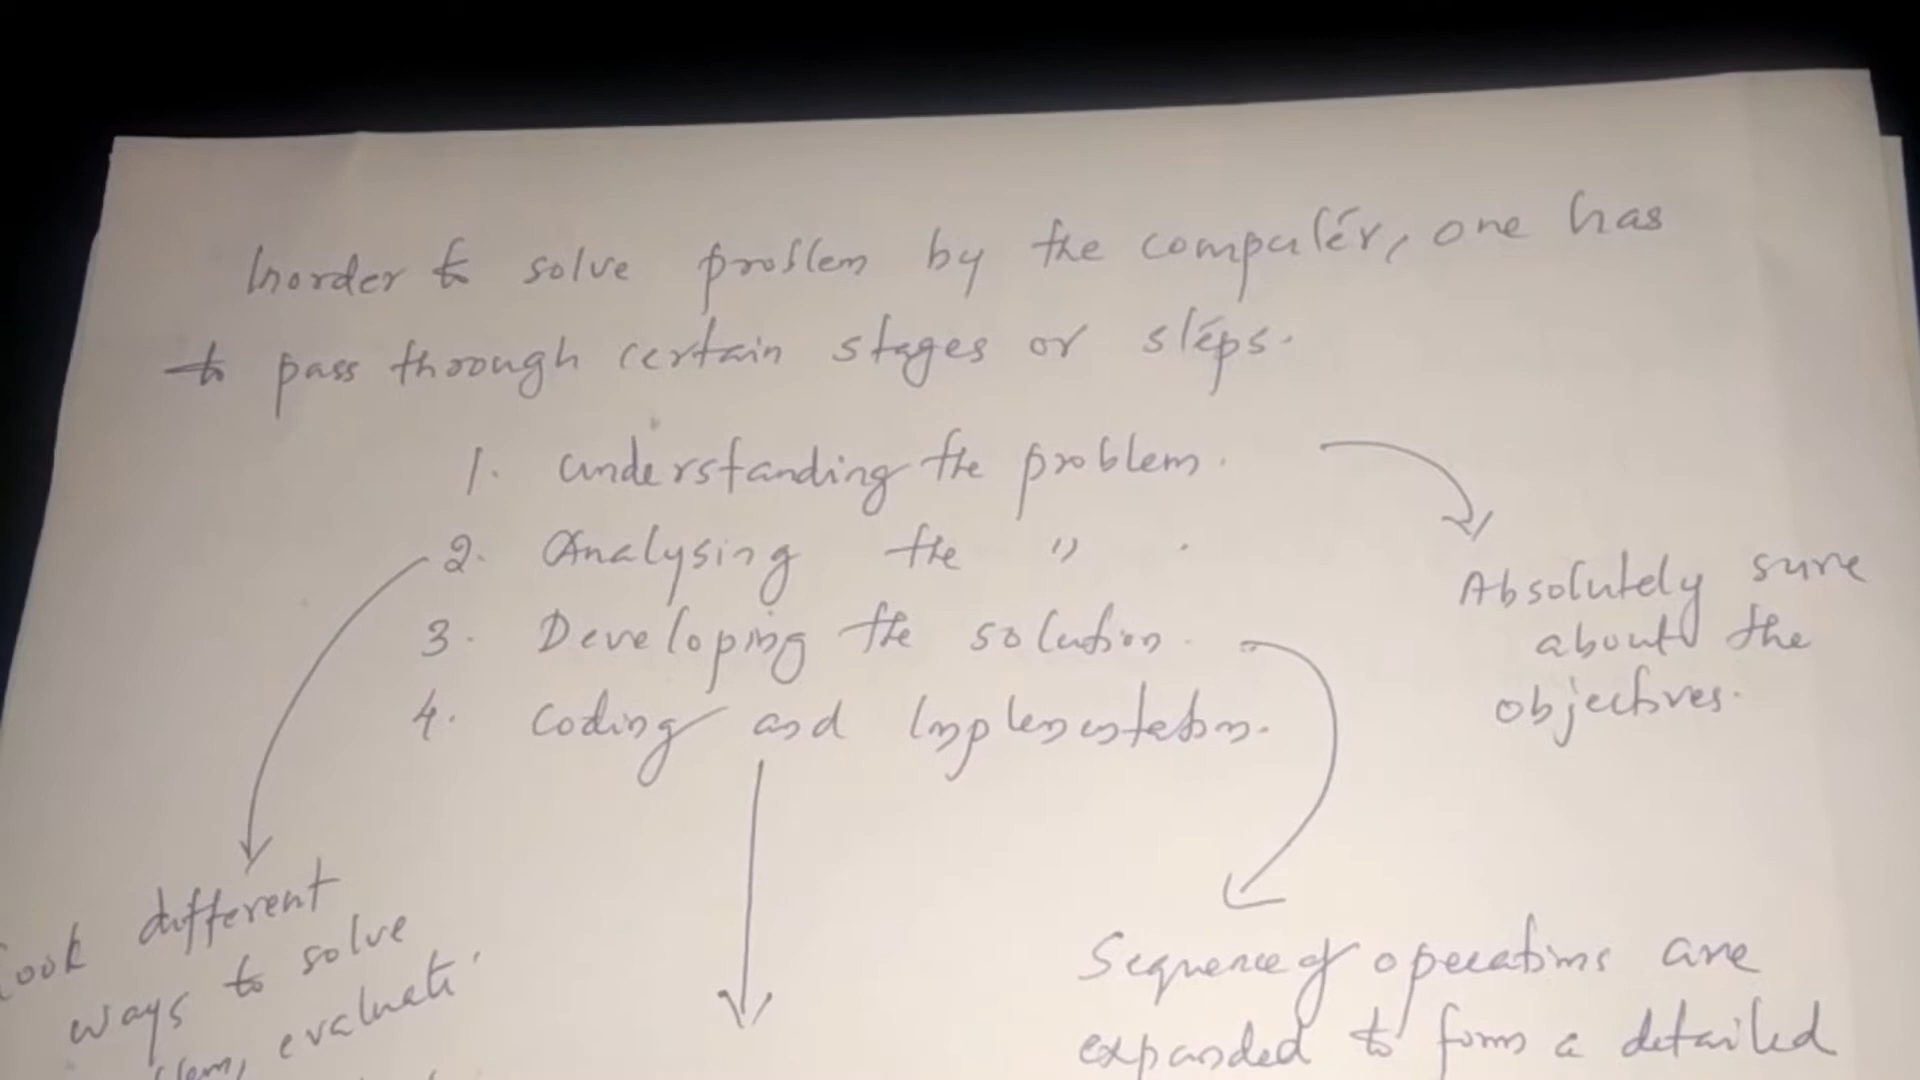 Inorder to solve problem by the computer, one has
to pass through certain stages or steps.
1. Understanding the problem.
2. Analysing the " .
3. Developing the solution.
4. Coding and Implementation.
Absolutely sure
about the
objectives.
Look different
ways to solve
evaluate
Sequence of operations are
expanded to form a detailed